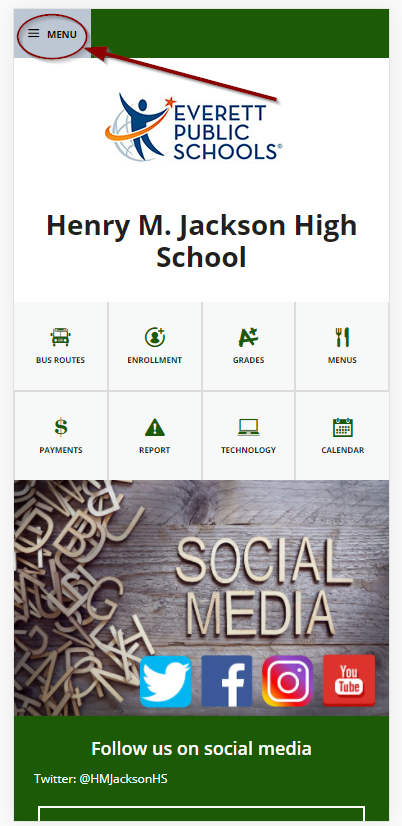 MENU
EVERETT
PUBLIC
SCHOOLS®
Henry M. Jackson High
School
BUS ROUTES ENROLLMENT GRADES MENUS
PAYMENTS REPORT TECHNOLOGY CALENDAR
SOCIAL
MEDIA
You
Tube
Follow us on social media
Twitter: @HMJacksonHS